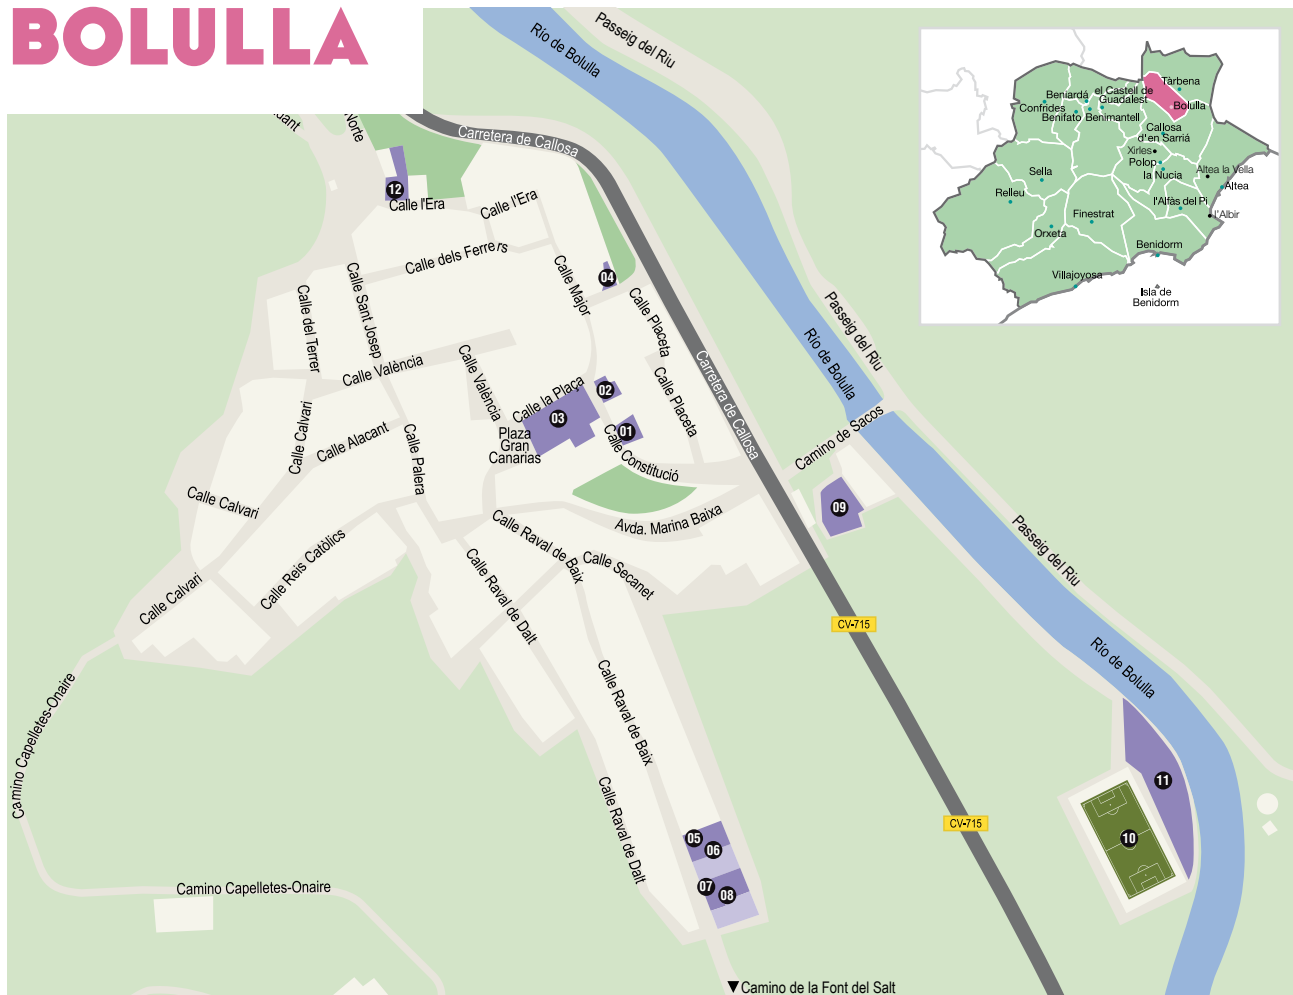 BOLULLA
Passeig del Riu
Río de Bolulla
Norte
Carretera de Callosa
12
Calle l'Era
Calle l'Era
Calle dels Ferrers
04
Calle Major
Calle Sant Josep
Calle del Terrer
Calle Placeta
Passeig del Riu
Río de Bolulla
Calle València
Calle València
Carretera de Callosa
Calle Placeta
Calle la Plaça
02
03
01
Plaza
Gran
Canarias
Calle Calvari
Calle Alacant
Calle Palera
Calle Constitució
Camino de Sacos
Calle Calvari
09
Avda. Marina Baixa
Calle Raval de Baix
Calle Secanet
Calle Reis Catòlics
Calle Calvari
Calle Raval de Dalt
Passeig del Riu
CV-715
Río de Bolulla
Calle Raval de Baix
Camino Capelletes-Onaire
Calle Raval de Dalt
11
CV-715
10
05
06
07
08
Camino Capelletes-Onaire
Camino de la Font del Salt
Tàrbena
Bolulla
el Castell de
Guadalest
Beniardá
Confrides
Benifato
Benimantell
Callosa
d'en Sarriá
Xirles
Polop
la Nucia
Altea la Vella
Altea
Sella
Relleu
l'Alfàs del Pi
l'Albir
Finestrat
Orxeta
Benidorm
Villajoyosa
Isla de
Benidorm